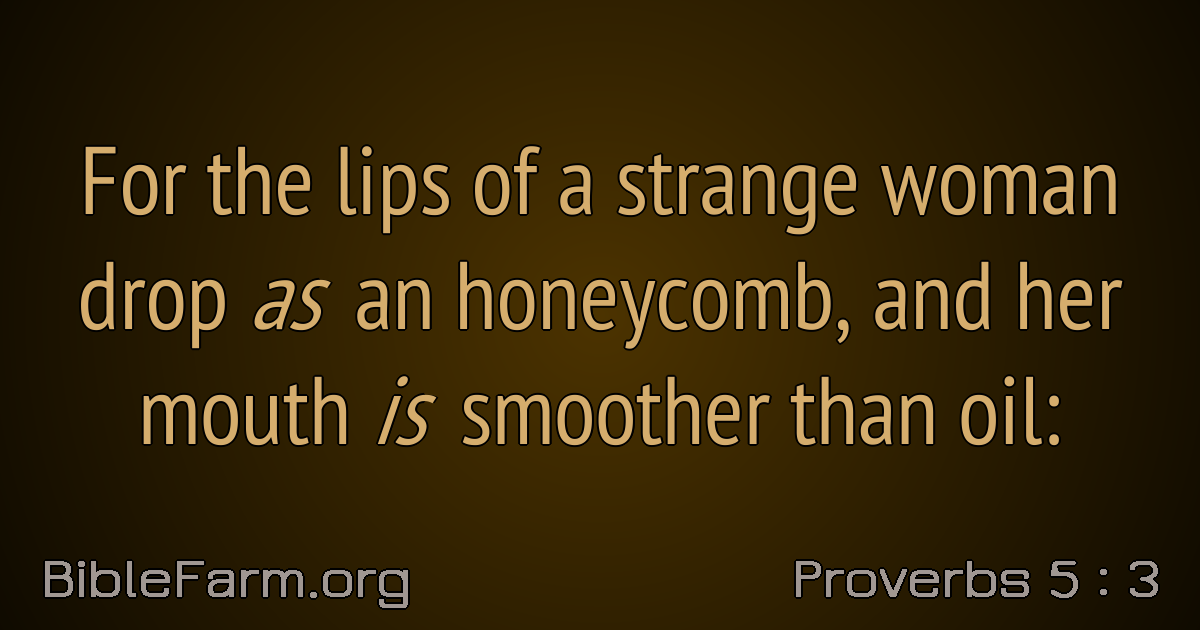 For the lips of a strange woman
drop as an honeycomb, and her
mouth is smoother than oil:
BibleFarm.org
Proverbs 5 : 3